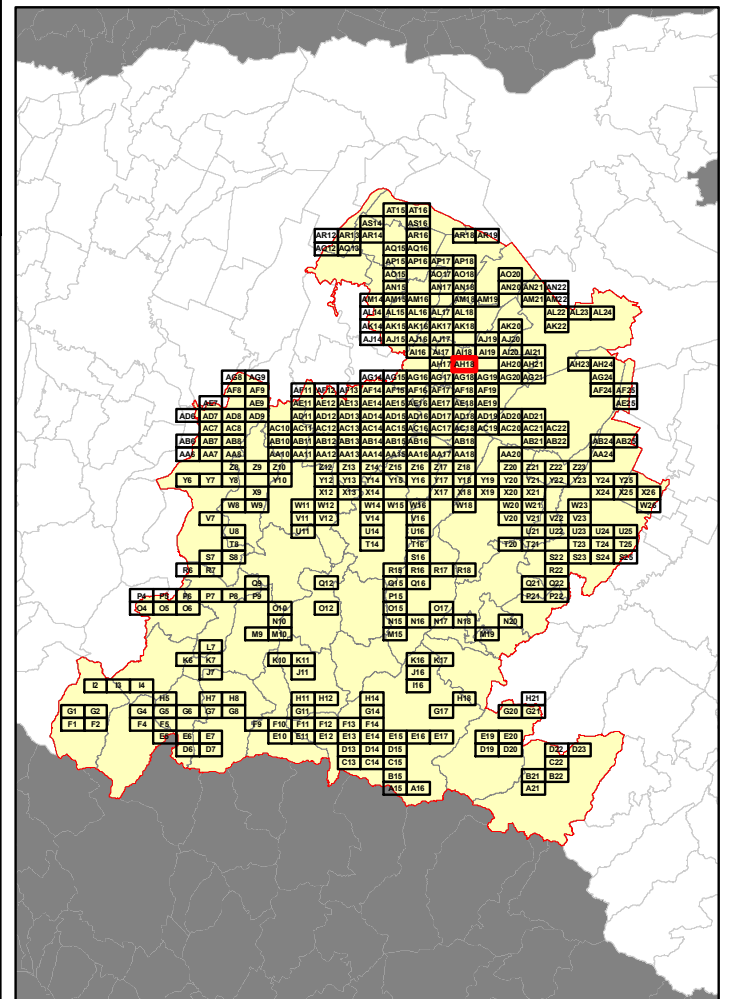 AT15 AT16
AS14 AS16
AR12 AR13 AR14 AR16 AR18 AR19
AQ12 AQ13 AQ15 AQ16
AP15 AP16 AP17 AP18
AO15 AO17 AO18 AO20
AN15 AN17 AN18 AN20 AN21 AN22
AM14 AM15 AM16 AM18 AM19 AM21 AM22
AL14 AL15 AL16 AL17 AL18 AL22 AL23 AL24
AK14 AK15 AK16 AK17 AK18 AK20 AK22
AJ14 AJ15 AJ16 AJ17 AJ19 AJ20
AI16 AI17 AI18 AI19 AI20 AI21
AH17 AH18 AH20 AH21 AH23 AH24
AG8 AG9 AG14 AG15 AG16 AG17 AG18 AG19 AG20 AG21 AG24
AF8 AF9 AF11 AF12 AF13 AF14 AF15 AF16 AF17 AF18 AF19 AF24 AF25
AE7 AE9 AE11 AE12 AE13 AE14 AE15 AE16 AE17 AE18 AE19 AE25
AD6 AD7 AD8 AD9 AD11 AD12 AD13 AD14 AD15 AD16 AD17 AD18 AD19 AD20 AD21
AC7 AC8 AC10 AC11 AC12 AC13 AC14 AC15 AC16 AC17 AC18 AC19 AC20 AC21 AC22
AB6 AB7 AB8 AB10 AB11 AB12 AB13 AB14 AB15 AB16 AB18 AB21 AB22 AB24 AB25
AA6 AA7 AA8 AA10 AA11 AA12 AA13 AA14 AA15 AA16 AA17 AA18 AA20 AA24
Z8 Z9 Z10 Z12 Z13 Z14 Z15 Z16 Z17 Z18 Z20 Z21 Z22 Z23
Y6 Y7 Y8 Y10 Y12 Y13 Y14 Y15 Y16 Y17 Y18 Y19 Y20 Y21 Y22 Y23 Y24 Y25
X9 X12 X13 X14 X17 X18 X19 X20 X21 X24 X25 X26
W8 W9 W11 W12 W14 W15 W16 W18 W20 W21 W23 W26
V7 V11 V12 V14 V16 V20 V21 V22 V23
U8 U11 U14 U16 U21 U22 U23 U24 U25
T8 T14 T16 T20 T21 T23 T24 T25
S7 S8 S16 S22 S23 S24 S25
R6 R7 R15 R16 R17 R18 R22
Q9 Q12 Q15 Q16 Q21 Q22
P4 P5 P6 P7 P8 P9 P15 P21 P22
O4 O5 O6 O10 O12 O15 O17
N10 N15 N16 N17 N18 N20
M9 M10 M15 M19
L7
K6 K7 K10 K11 K16 K17
J7 J11 J16
I2 I3 I4 I16
H5 H7 H8 H11 H12 H14 H18 H21
G1 G2 G4 G5 G6 G7 G8 G11 G14 G17 G20 G21
F1 F2 F4 F5 F9 F10 F11 F12 F13 F14
E5 E6 E7 E10 E11 E12 E13 E14 E15 E16 E17 E19 E20
D6 D7 D13 D14 D15 D19 D20 D22 D23
C13 C14 C15 C22
B15 B21 B22
A15 A16 A21